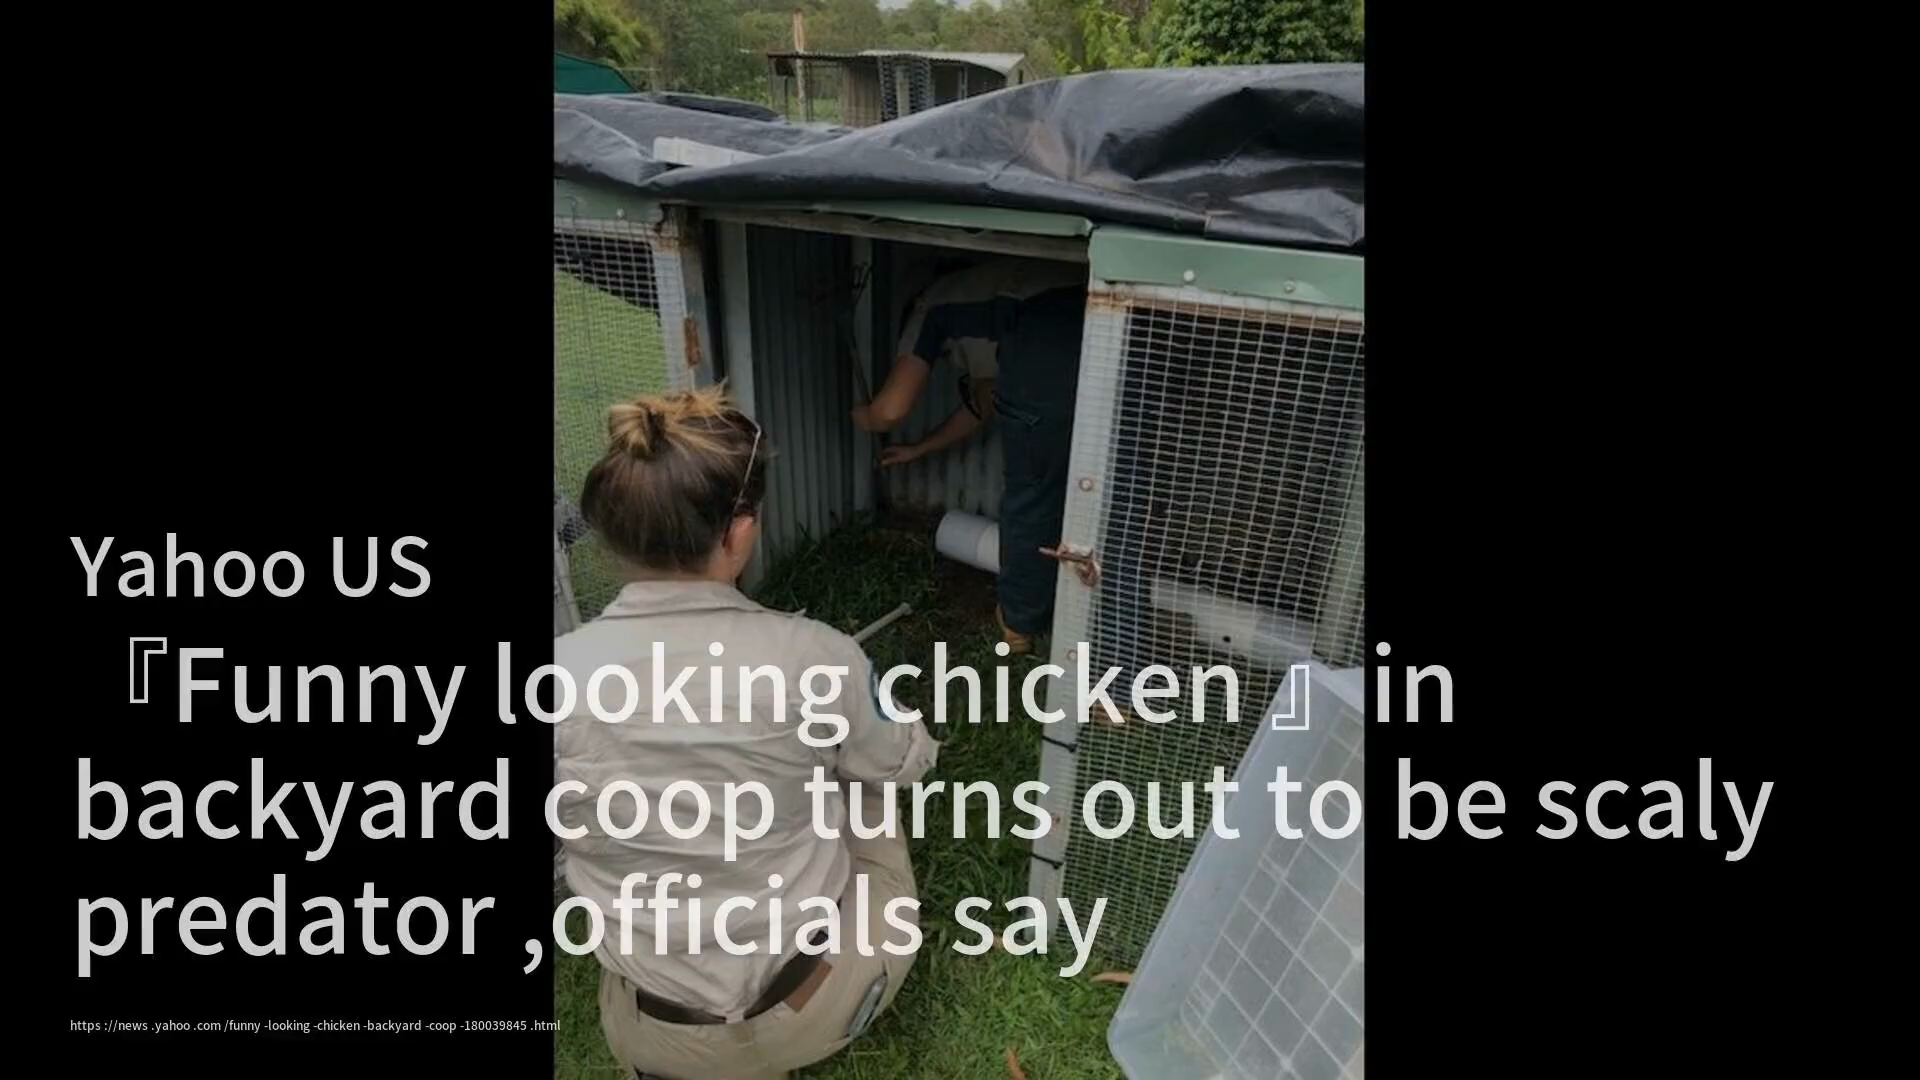 Yahoo US
『Funny looking chicken 』 in
backyard coop turns out to be scaly
predator ,officials say
https ://news .yahoo .com /funny -looking -chicken -backyard -coop -180039845 .html